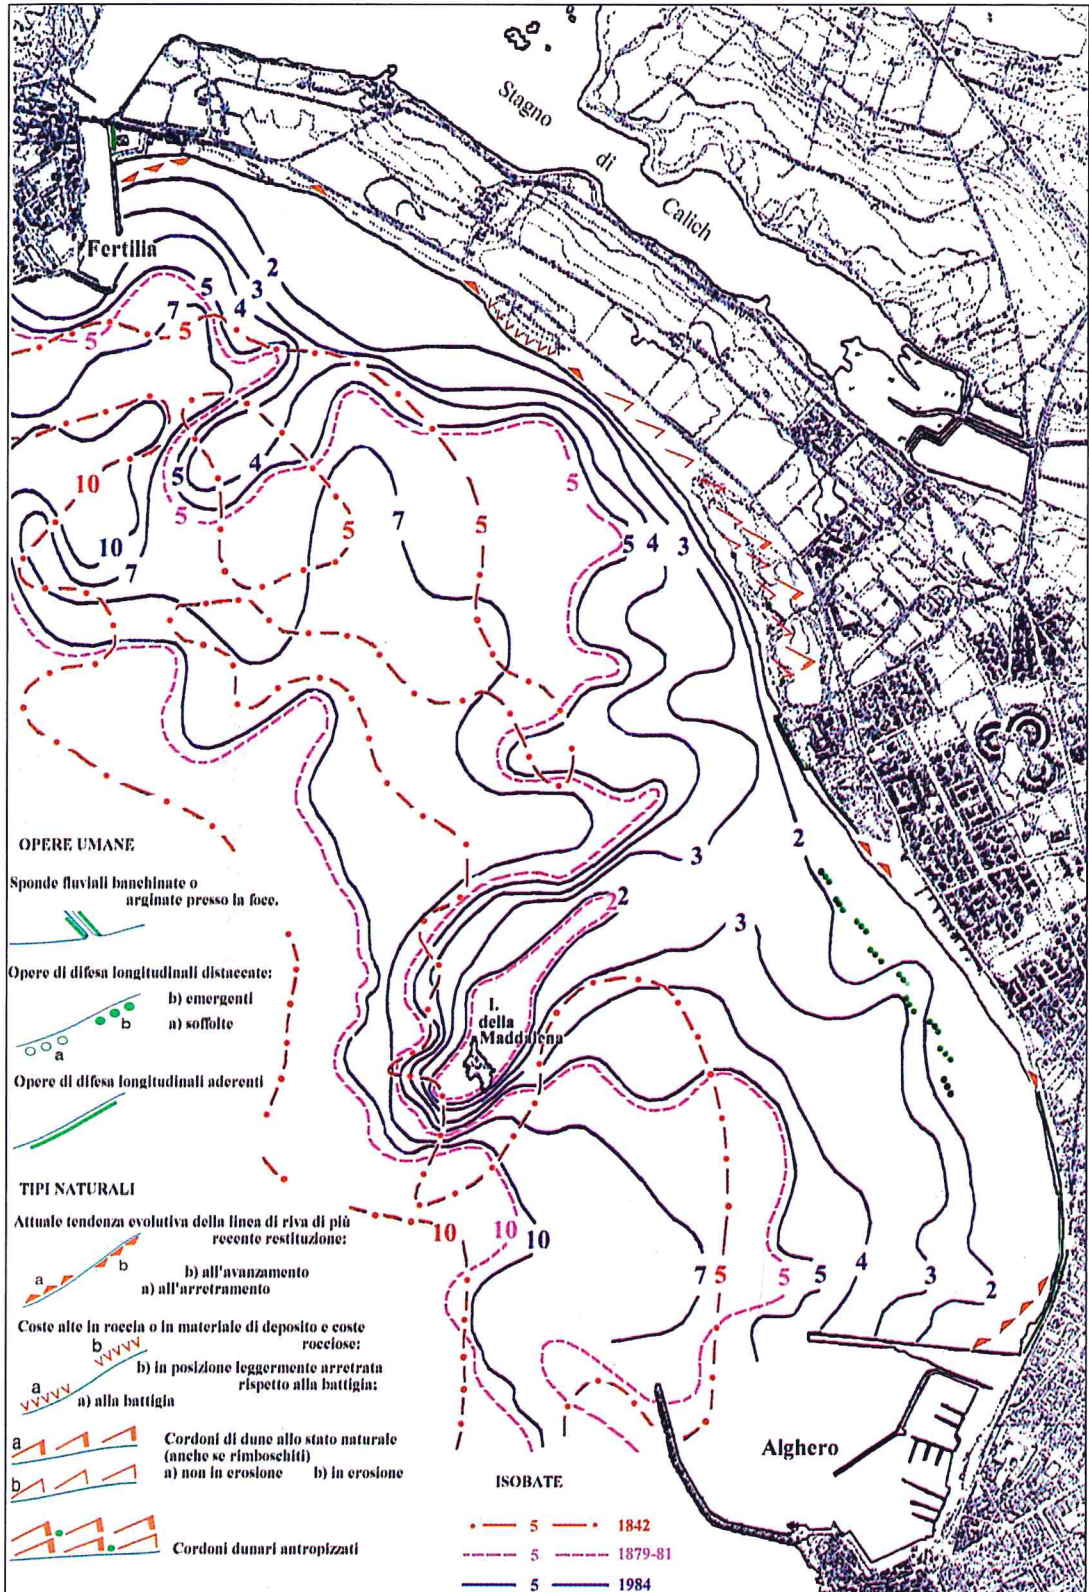 Stagno
di
Calich
Fertilia
2
3
4
5
7
5
5
5
4
5
10
5
7
5
5
10
7
5 4 3
2
3
3
2 2
I.
della
Maddalena
OPERE UMANE
Sponde fluviali banchinate o
arginate presso la foce.
Opere di difesa longitudinali distaccate:
b) emergenti
b
a) soffolte
a
Opere di difesa longitudinali aderenti
TIPI NATURALI
Attuale tendenza evolutiva della linea di riva di più
recente restituzione:
a
b
b) all'avanzamento
a) all'arretramento
Coste alte in roccia o in materiale di deposito e coste
rocciose:
b
b) in posizione leggermente arretrata
rispetto alla battigia:
a
a) alla battigia
a
Cordoni di dune allo stato naturale
(anche se rimboschiti)
b
a) non in erosione b) in erosione
Cordoni dunari antropizzati
10 10 10
7 5 5 5 4 3 2
Alghero
ISOBATE
5 1842
5 1879-81
5 1984